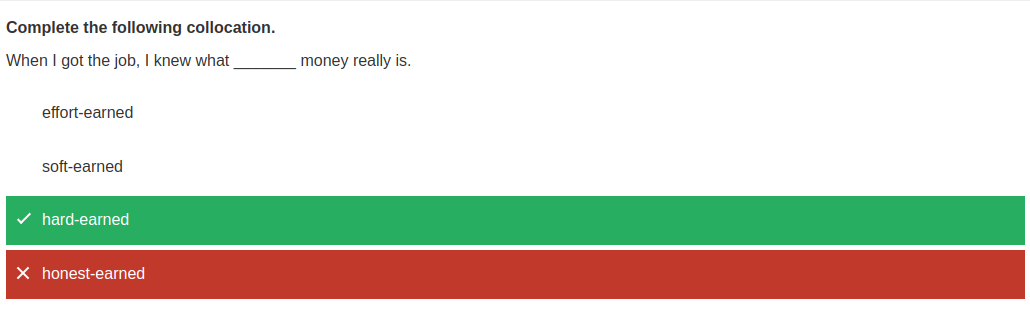 Complete the following collocation.
When I got the job, I knew what _______ money really is.
effort-earned
soft-earned
hard-earned
honest-earned